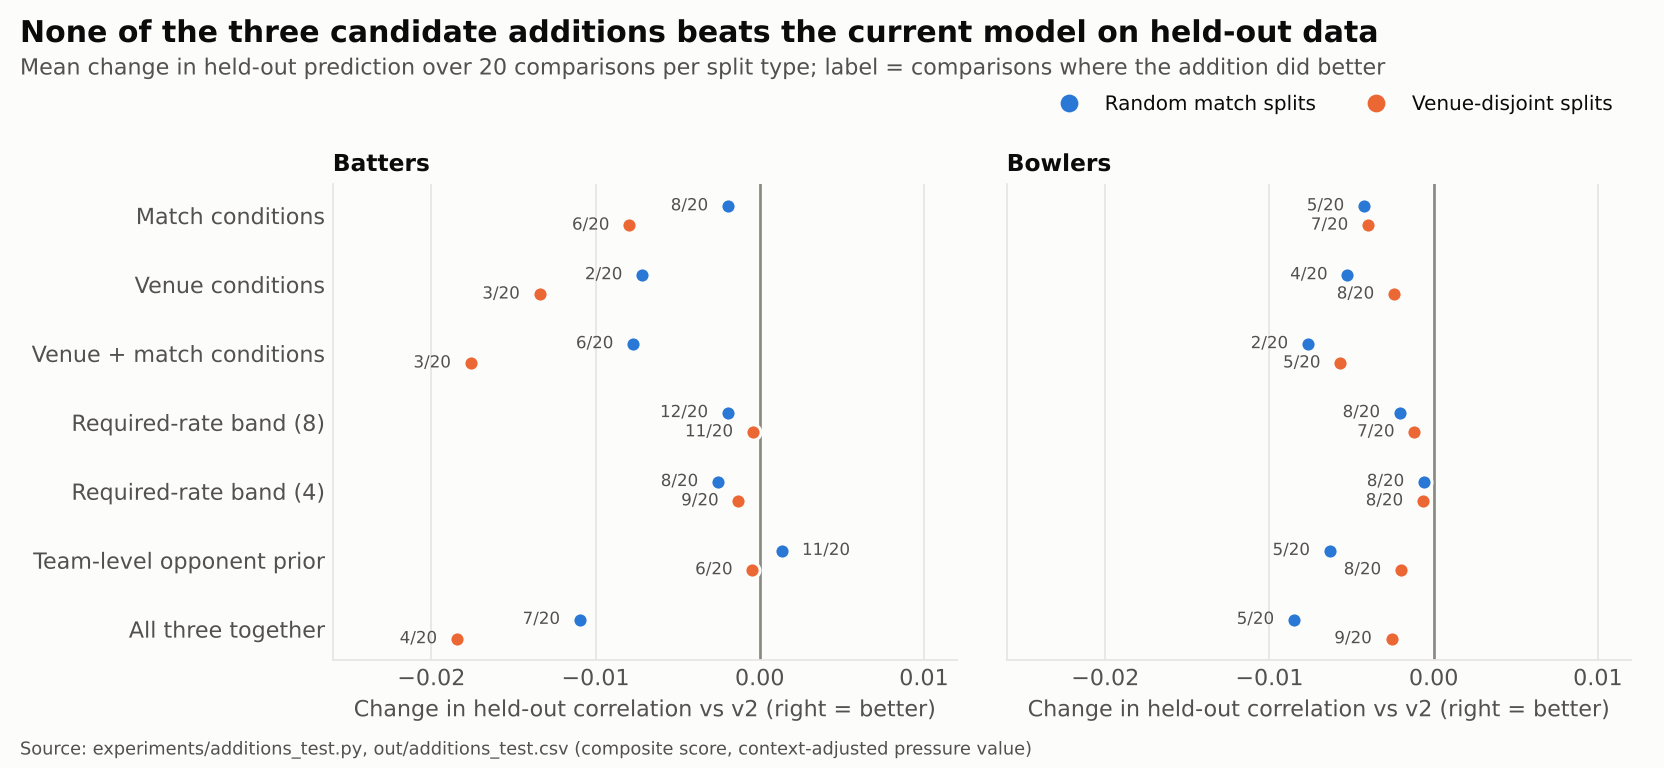 None of the three candidate additions beats the current model on held-out data
Mean change in held-out prediction over 20 comparisons per split type; label = comparisons where the addition did better
Random match splits
Venue-disjoint splits
Batters
Bowlers
Match conditions
8/20
6/20
5/20
7/20
Venue conditions
2/20
3/20
4/20
8/20
Venue + match conditions
6/20
3/20
2/20
5/20
Required-rate band (8)
12/20
11/20
8/20
7/20
Required-rate band (4)
8/20
9/20
8/20
8/20
Team-level opponent prior
11/20
6/20
5/20
8/20
All three together
7/20
4/20
5/20
9/20
−0.02 −0.01 0.00 0.01
−0.02 −0.01 0.00 0.01
Change in held-out correlation vs v2 (right = better)
Change in held-out correlation vs v2 (right = better)
Source: experiments/additions_test.py, out/additions_test.csv (composite score, context-adjusted pressure value)